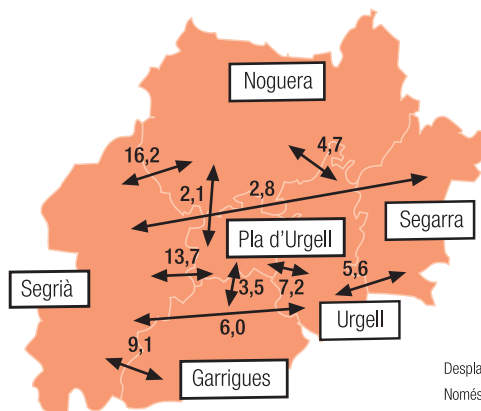 Noguera
16,2
4,7
2,1
2,8
Segarra
Pla d'Urgell
13,7
5,6
Segrià
3,5
7,2
Urgell
6,0
9,1
Garrigues
Despla
Només